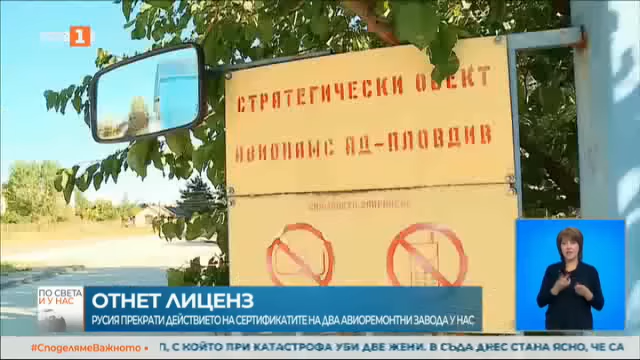 БНТ 1
СТРАТЕГИЧЕСКИ ОБЕКТ
АВИОНАМС АД-ПЛОВДИВ
ПО СВЕТА
И У НАС
ОТНЕТ ЛИЦЕНЗ
РУСИЯ ПРЕКРАТИ ДЕЙСТВИЕТО НА СЕРТИФИКАТИТЕ НА ДВА АВИОРЕМОНТНИ ЗАВОДА У НАС
#СподелямеВажното • П, С КОЙТО ПРИ КАТАСТРОФА УБИ ДВЕ ЖЕНИ. В СЪДА ДНЕС СТАНА ЯСНО, ЧЕ СА